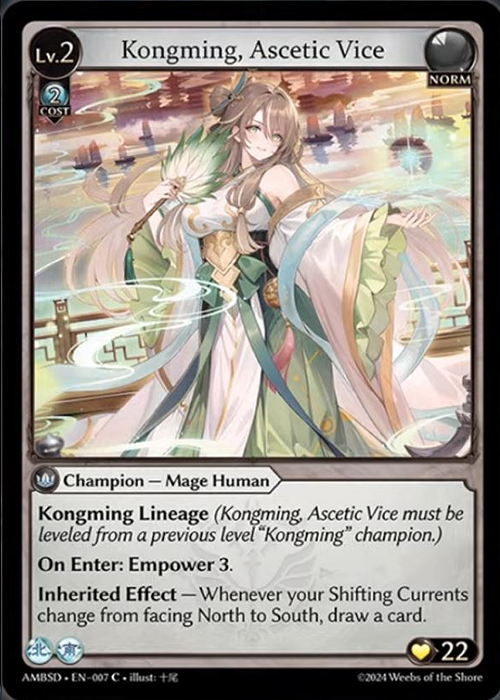 Lv.2
Kongming, Ascetic Vice
NORM
2
COST
Champion — Mage Human
Kongming Lineage (Kongming, Ascetic Vice must be
leveled from a previous level “Kongming” champion.)
On Enter: Empower 3.
Inherited Effect — Whenever your Shifting Currents
change from facing North to South, draw a card.
北 南
22
AMBSD • EN-007 C • illust: 十尾
©2024 Weebs of the Shore